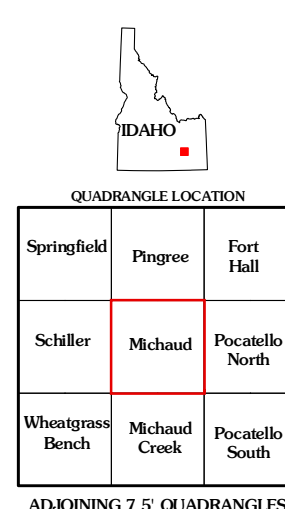 IDAHO
QUADRANGLE LOCATION
Springfield
Pingree
Fort
Hall
Schiller
Michaud
Pocatello
North
Wheatgrass
Bench
Michaud
Creek
Pocatello
South
ADJOINING 7.5' QUADRANGLES